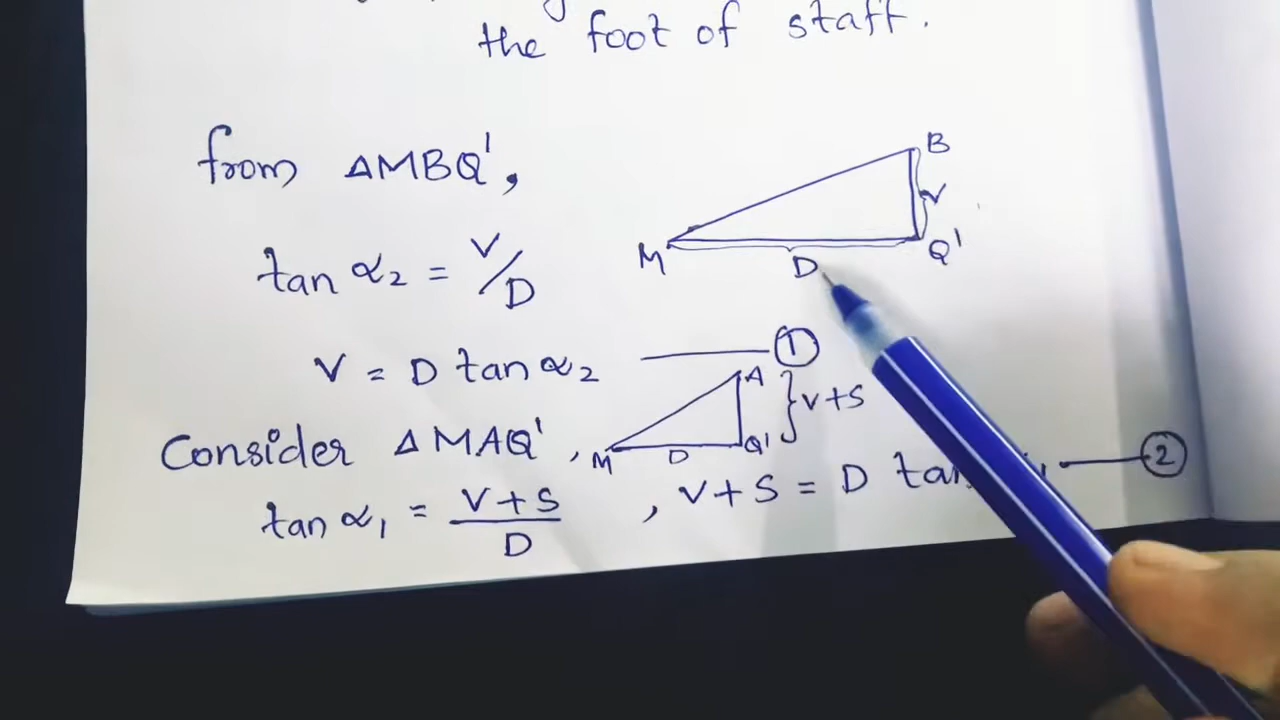 the foot of staff.
from ΔMBQ',
B
V
M
D
Q'
tan α₂ = V/D
V = D tan α₂ ——— ①
A
V+S
Consider ΔMAQ',
M
D
Q'
tan α₁ = V+S/D , V+S = D tan ——— ②